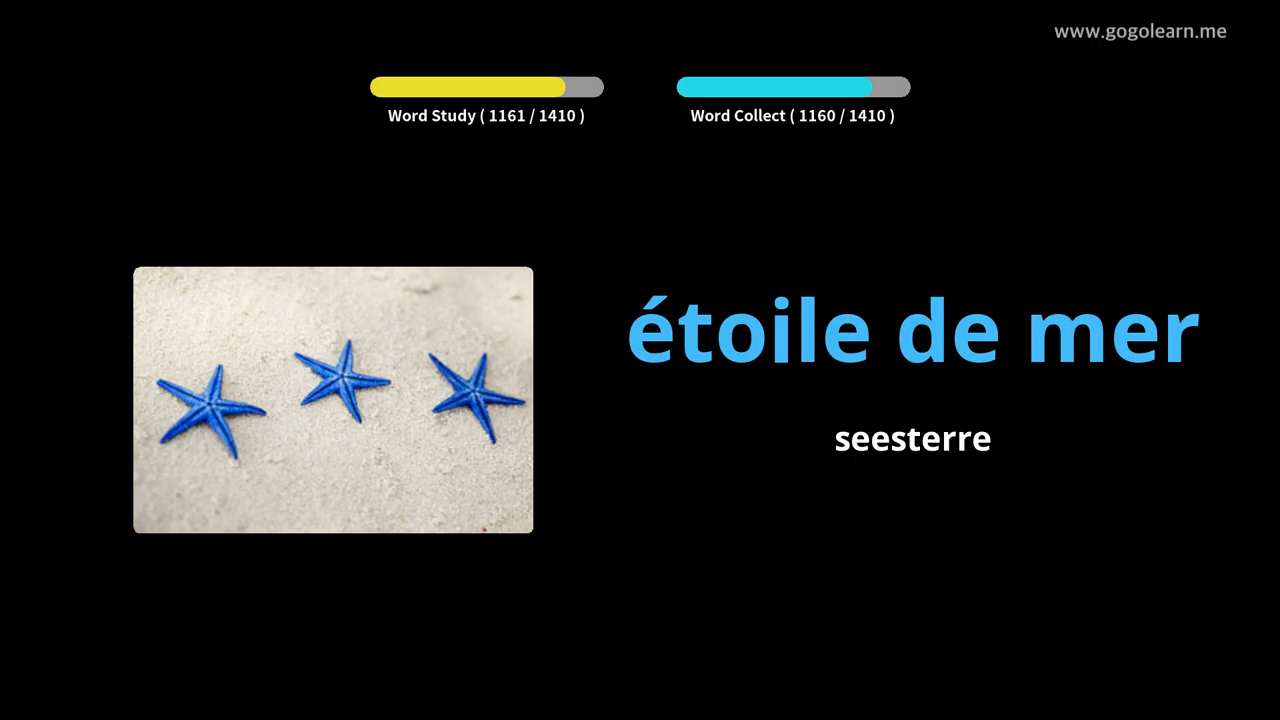 www.gogolearn.me
Word Study ( 1161 / 1410 )
Word Collect ( 1160 / 1410 )
étoile de mer
seesterre